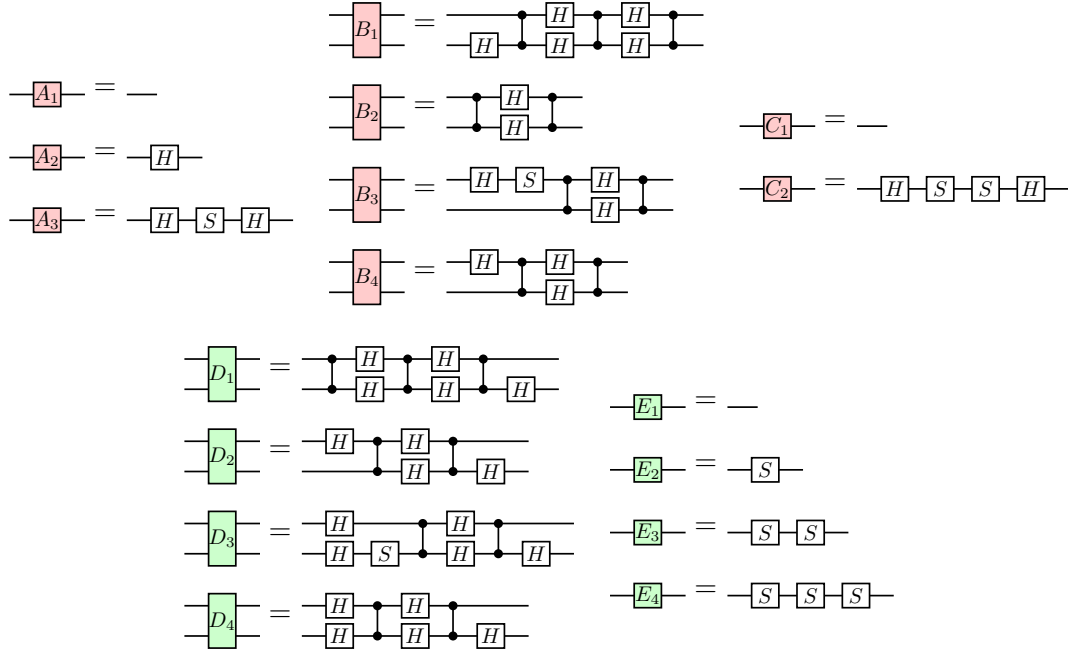 B₁ = H H H H H
A₁ =
B₂ = H H
C₁ =
A₂ = H
B₃ = H S H H
C₂ = H S S H
A₃ = H S H
B₄ = H H H
D₁ = H H H H H
E₁ =
D₂ = H H H H
E₂ = S
D₃ = H H H S H H
E₃ = S S
D₄ = H H H H H
E₄ = S S S